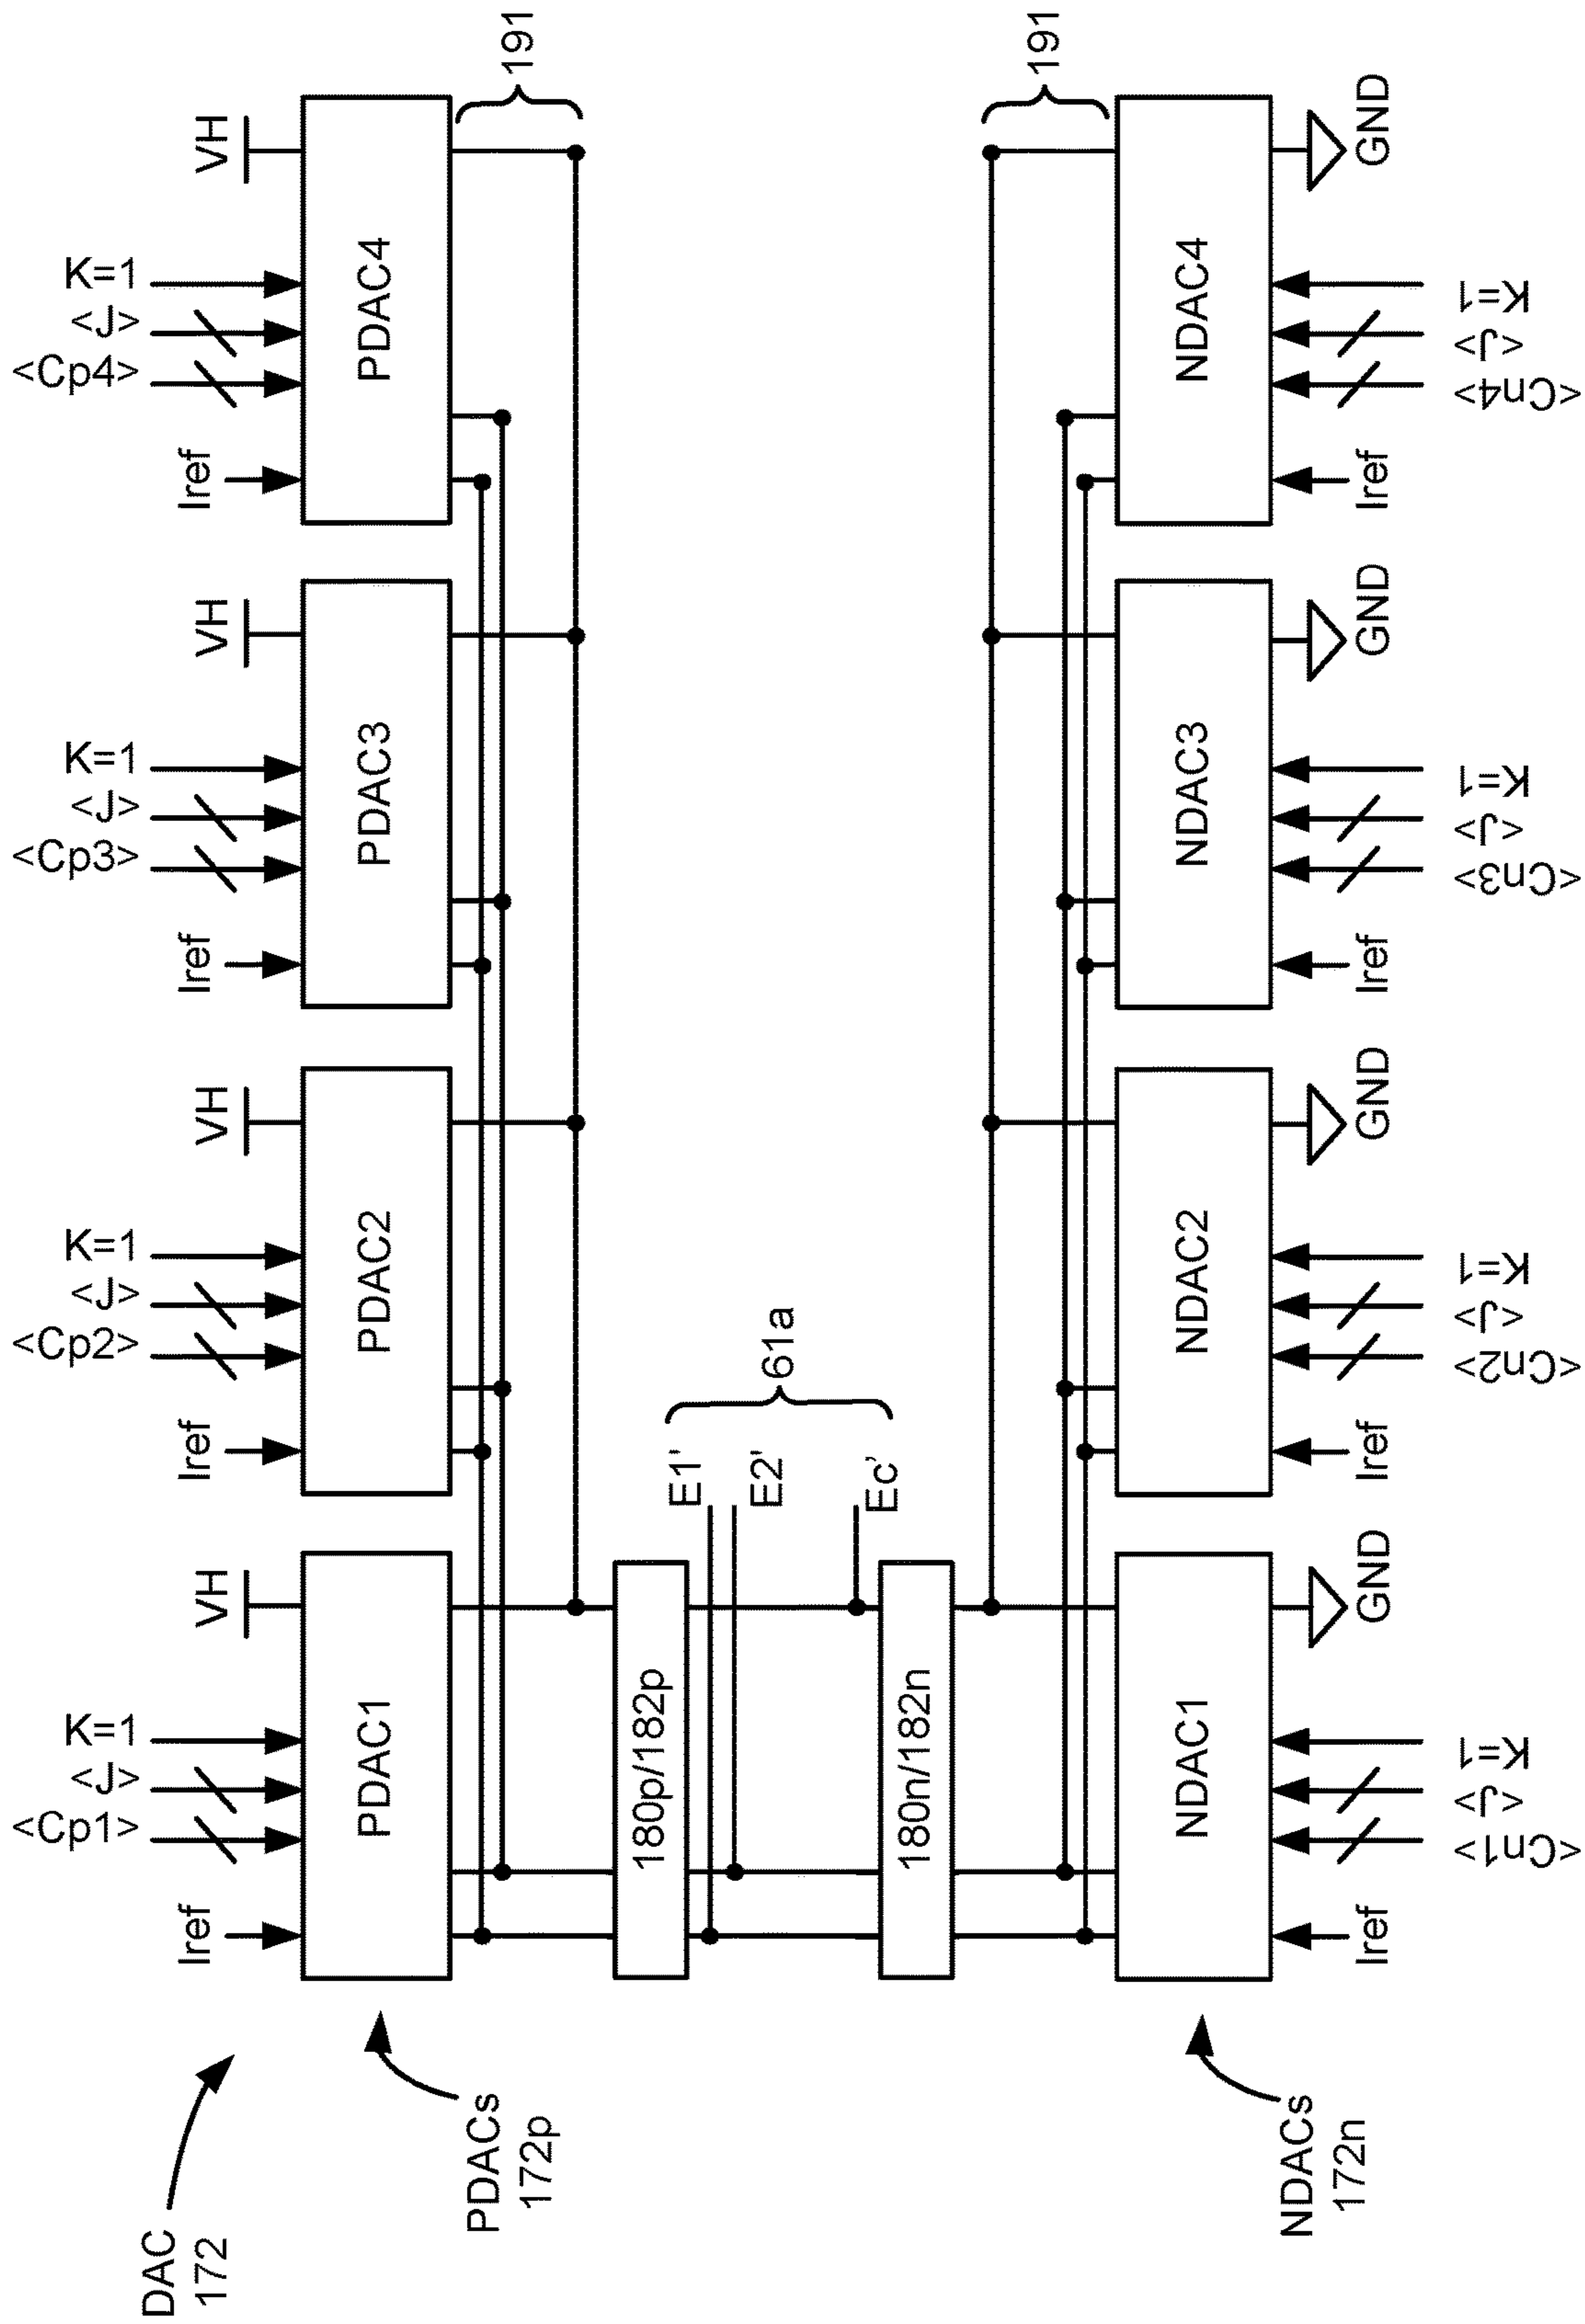 DAC
172
PDACs
172p
Iref
<Cp1>
<J>
K=1
VH
Iref
<Cp2>
<J>
K=1
VH
Iref
<Cp3>
<J>
K=1
VH
Iref
<Cp4>
<J>
K=1
VH
PDAC1
PDAC2
PDAC3
PDAC4
191
180p/182p
E1'
E2'
61a
Ec'
180n/182n
191
NDACs
172n
NDAC1
NDAC2
NDAC3
NDAC4
Iref
<Cn1>
<J>
K=1
GND
Iref
<Cn2>
<J>
K=1
GND
Iref
<Cn3>
<J>
K=1
GND
Iref
<Cn4>
<J>
K=1
GND